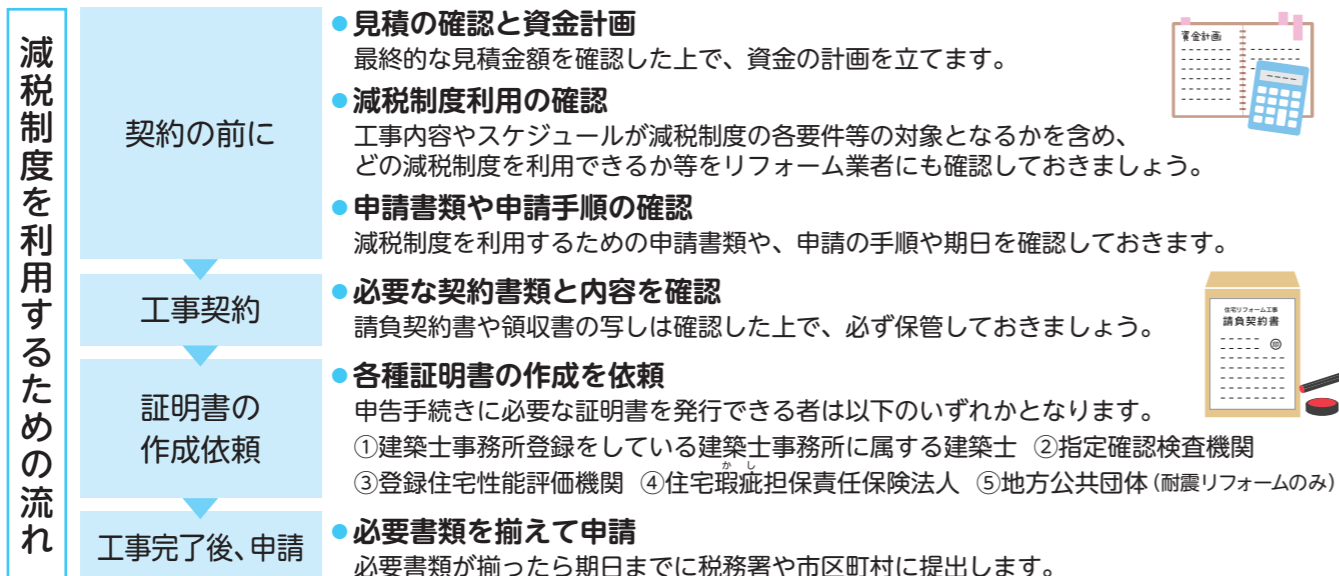 減税制度を利用するための流れ
契約の前に
●見積の確認と資金計画
最終的な見積金額を確認した上で、資金の計画を立てます。
資金計画
●減税制度利用の確認
工事内容やスケジュールが減税制度の各要件等の対象となるかを含め、
どの減税制度を利用できるか等をリフォーム業者にも確認しておきましょう。
●申請書類や申請手順の確認
減税制度を利用するための申請書類や、申請の手順や期日を確認しておきます。
工事契約
●必要な契約書類と内容を確認
請負契約書や領収書の写しは確認した上で、必ず保管しておきましょう。
住宅リフォーム工事
請負契約書
㊞
証明書の
作成依頼
●各種証明書の作成を依頼
申告手続きに必要な証明書を発行できる者は以下のいずれかとなります。
①建築士事務所登録をしている建築士事務所に属する建築士 ②指定確認検査機関
かし
③登録住宅性能評価機関 ④住宅瑕疵担保責任保険法人 ⑤地方公共団体(耐震リフォームのみ)
工事完了後、申請
●必要書類を揃えて申請
必要書類が揃ったら期日までに税務署や市区町村に提出します。